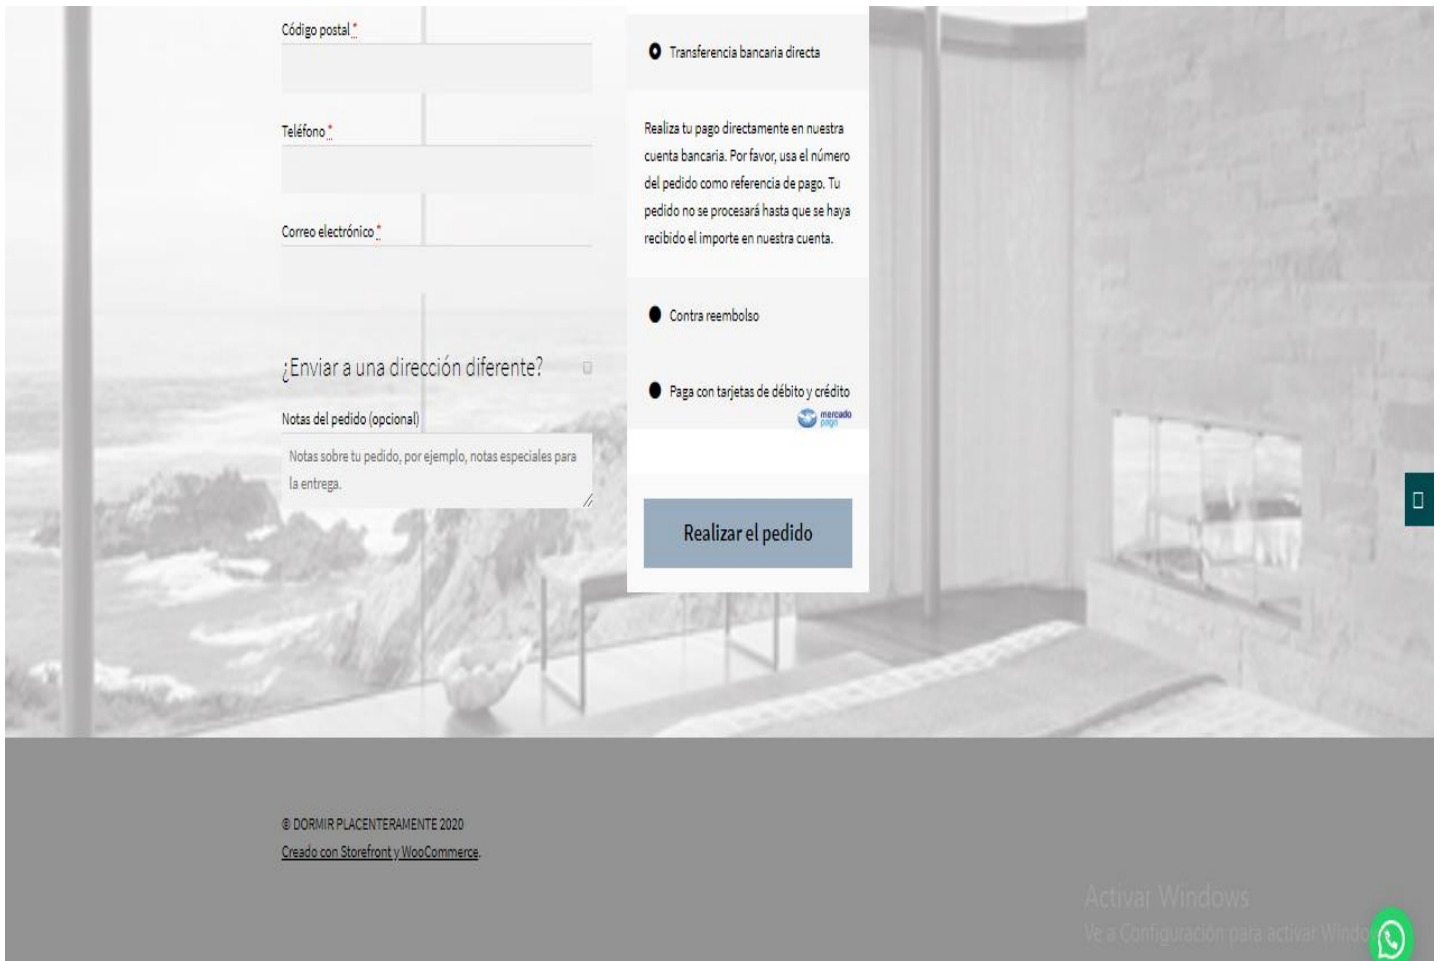 Código postal *
Teléfono *
Correo electrónico *
¿Enviar a una dirección diferente?
Notas del pedido (opcional)
Notas sobre tu pedido, por ejemplo, notas especiales para
la entrega.
Transferencia bancaria directa
Realiza tu pago directamente en nuestra
cuenta bancaria. Por favor, usa el número
del pedido como referencia de pago. Tu
pedido no se procesará hasta que se haya
recibido el importe en nuestra cuenta.
Contra reembolso
Paga con tarjetas de débito y crédito
mercado
pago
Realizar el pedido
© DORMIR PLACENTERAMENTE 2020
Creado con Storefront y WooCommerce.
Activar Windows
Ve a Configuración para activar Windo